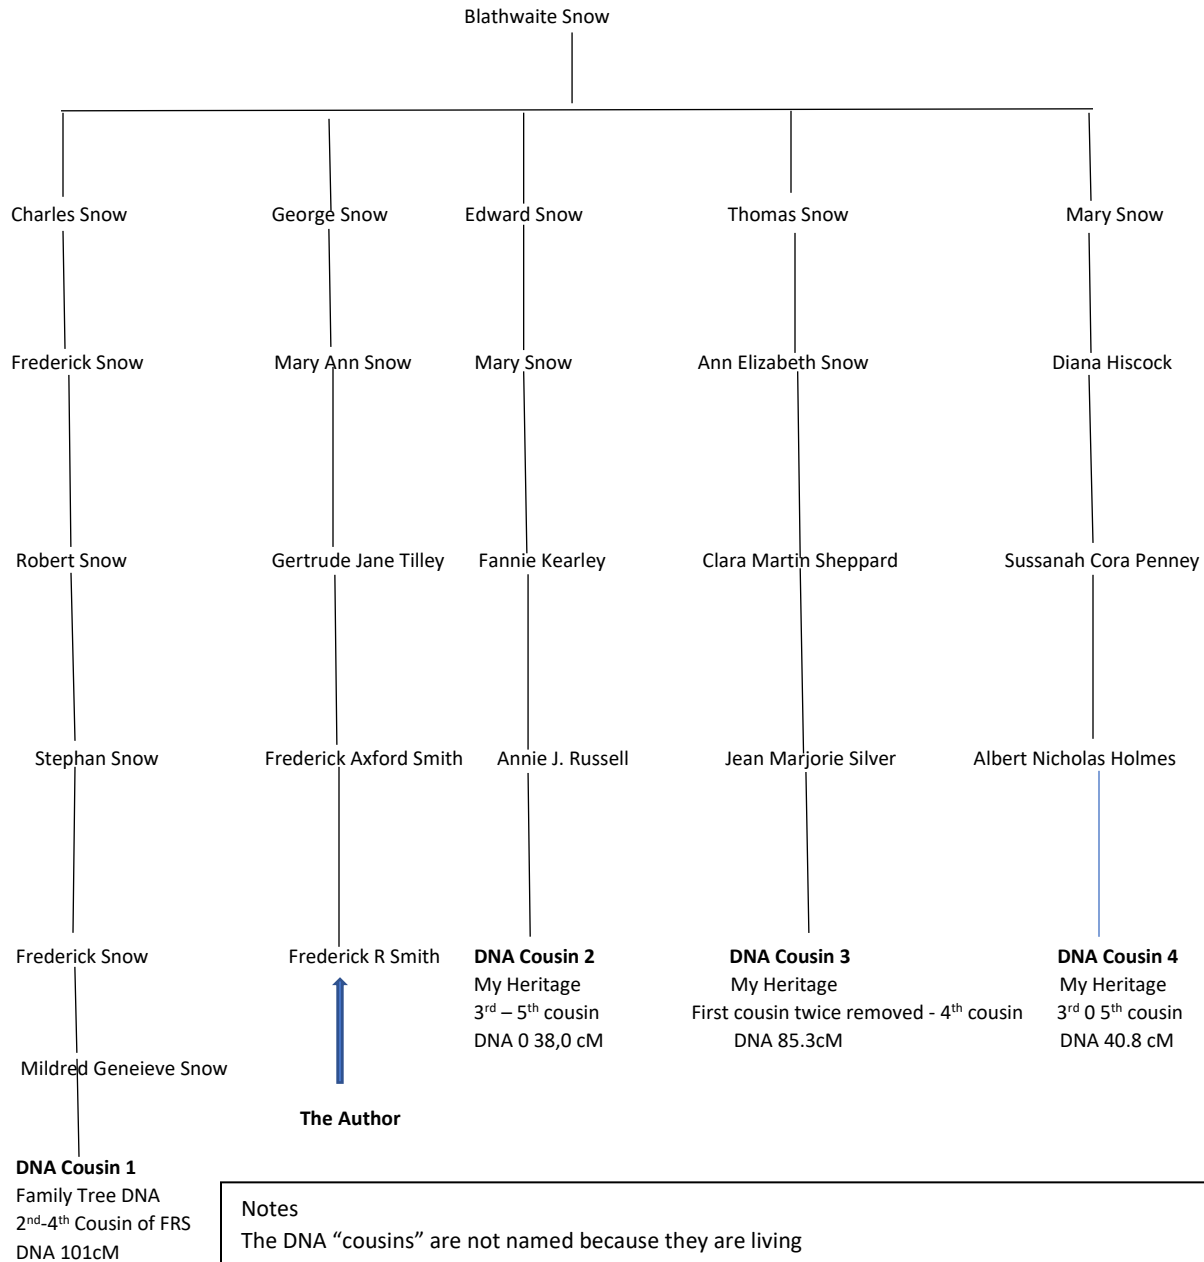 Blathwaite Snow
Charles Snow George Snow Edward Snow Thomas Snow Mary Snow
Frederick Snow Mary Ann Snow Mary Snow Ann Elizabeth Snow Diana Hiscock
Robert Snow Gertrude Jane Tilley Fannie Kearley Clara Martin Sheppard Sussanah Cora Penney
Stephan Snow Frederick Axford Smith Annie J. Russell Jean Marjorie Silver Albert Nicholas Holmes
Frederick Snow Frederick R Smith DNA Cousin 2 DNA Cousin 3 DNA Cousin 4
My Heritage My Heritage My Heritage
3rd – 5th cousin First cousin twice removed - 4th cousin 3rd 0 5th cousin
DNA 0 38,0 cM DNA 85.3cM DNA 40.8 cM
Mildred Geneieve Snow
The Author
DNA Cousin 1
Family Tree DNA
2nd-4th Cousin of FRS
DNA 101cM
Notes
The DNA “cousins” are not named because they are living